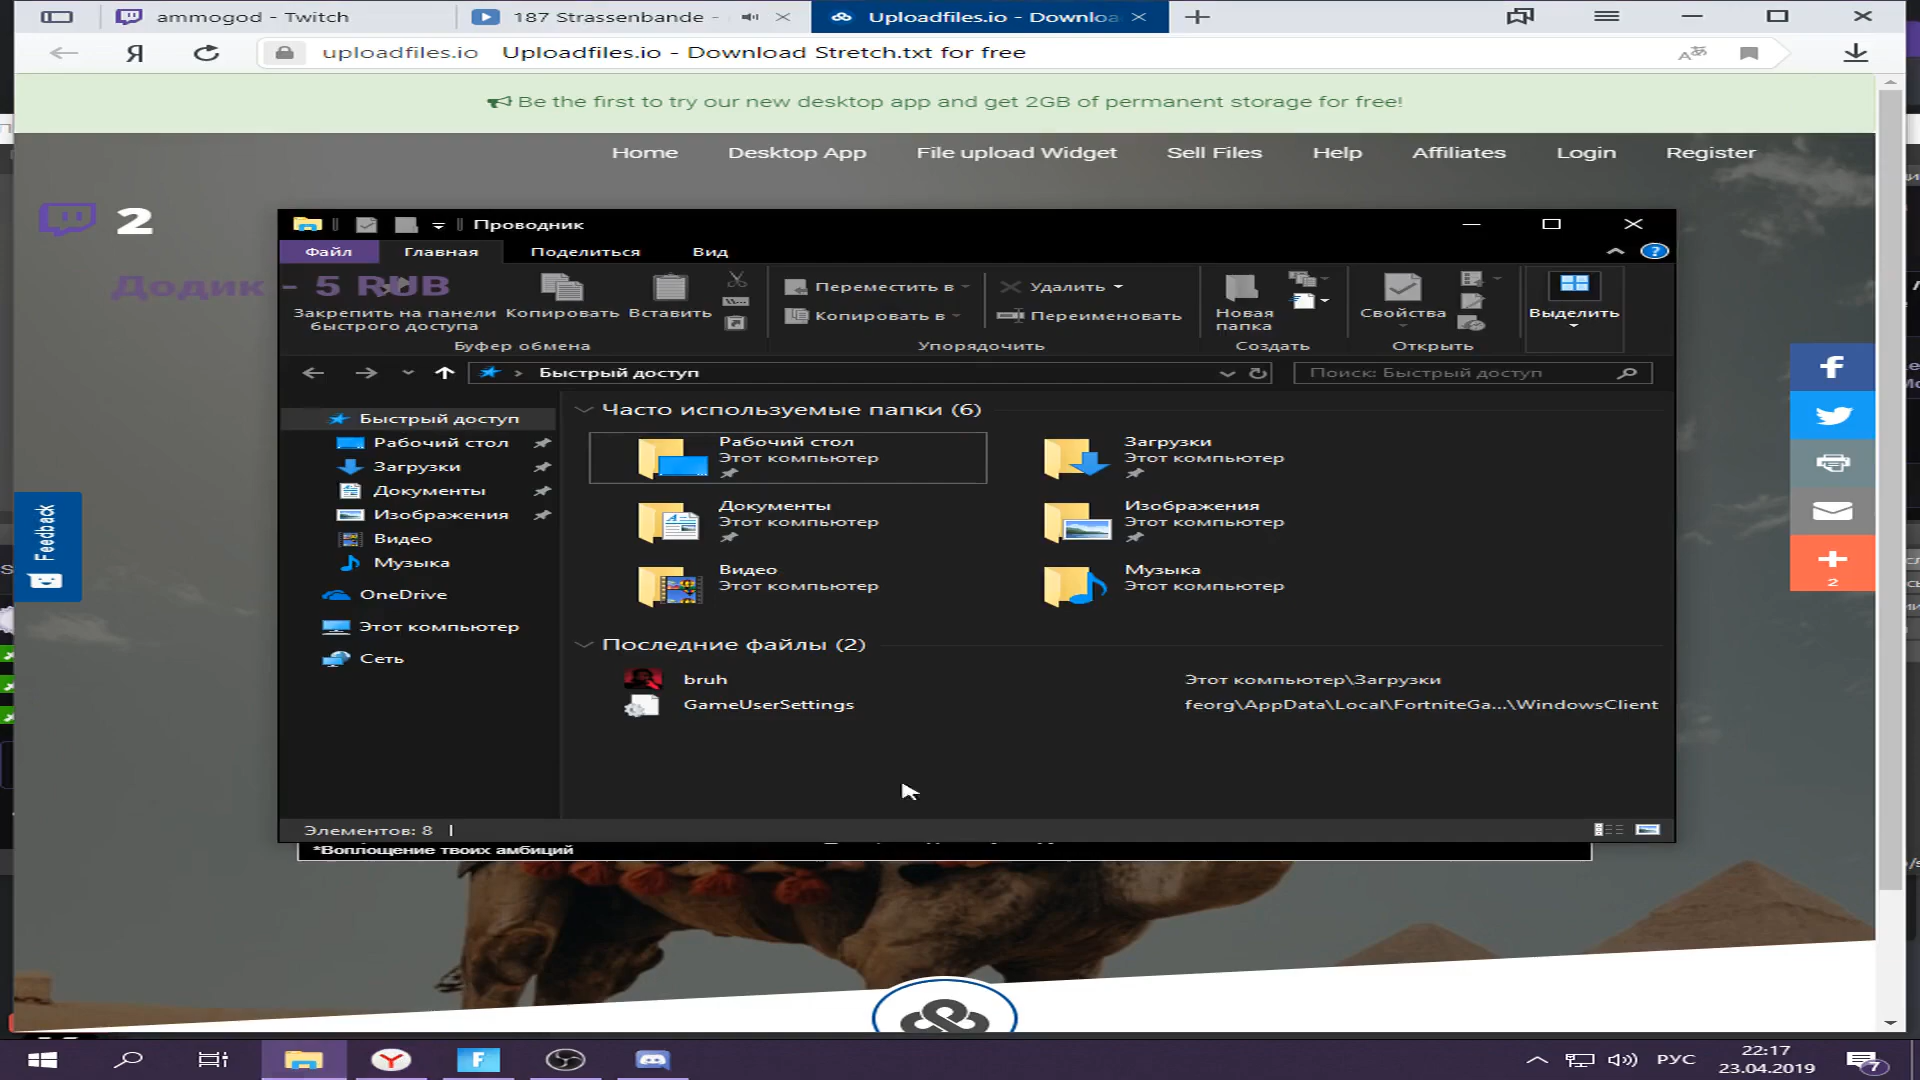 ammogod - Twitch
187 Strassenbande -
Uploadfiles.io - Downloa
Я
uploadfiles.io
Uploadfiles.io - Download Stretch.txt for free
Be the first to try our new desktop app and get 2GB of permanent storage for free!
Home
Desktop App
File upload Widget
Sell Files
Help
Affiliates
Login
Register
2
Додик - 5 RUB
Проводник
Файл
Главная
Поделиться
Вид
Закрепить на панели
быстрого доступа
Копировать
Вставить
Переместить в
Копировать в
Удалить
Переименовать
Новая
папка
Свойства
Выделить
Буфер обмена
Упорядочить
Создать
Открыть
Быстрый доступ
Поиск: Быстрый доступ
Быстрый доступ
Рабочий стол
Загрузки
Документы
Изображения
Видео
Музыка
OneDrive
Этот компьютер
Сеть
Часто используемые папки (6)
Рабочий стол
Этот компьютер
Загрузки
Этот компьютер
Документы
Этот компьютер
Изображения
Этот компьютер
Видео
Этот компьютер
Музыка
Этот компьютер
Последние файлы (2)
bruh
Этот компьютер\Загрузки
GameUserSettings
feorg\AppData\Local\FortniteGa...\WindowsClient
Элементов: 8
*Воплощение твоих амбиций
Feedback
2
РУС
22:17
23.04.2019
7